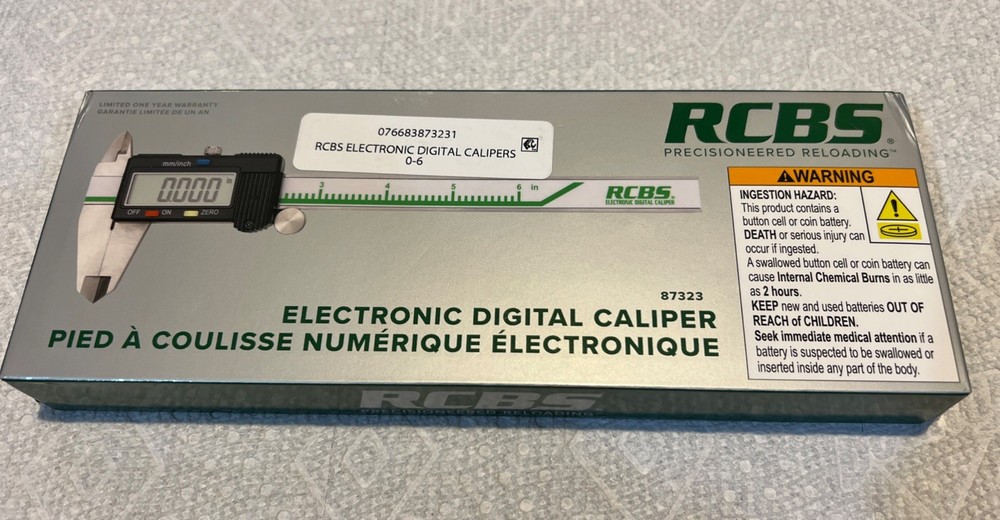 LIMITED ONE YEAR WARRANTY
GARANTIE LIMITÉE DE UN AN
076683873231
RCBS ELECTRONIC DIGITAL CALIPERS
0-6
RCBS®
PRECISIONEERED RELOADING™
mm/inch
0.000 in
OFF ON ZERO
3 4 5 6 in
RCBS.
ELECTRONIC DIGITAL CALIPER
87323
ELECTRONIC DIGITAL CALIPER
PIED À COULISSE NUMÉRIQUE ÉLECTRONIQUE
WARNING
INGESTION HAZARD:
This product contains a
button cell or coin battery.
DEATH or serious injury can
occur if ingested.
A swallowed button cell or coin battery can
cause Internal Chemical Burns in as little
as 2 hours.
KEEP new and used batteries OUT OF
REACH of CHILDREN.
Seek immediate medical attention if a
battery is suspected to be swallowed or
inserted inside any part of the body.
RCBS
PRECISIONEERED RELOADING